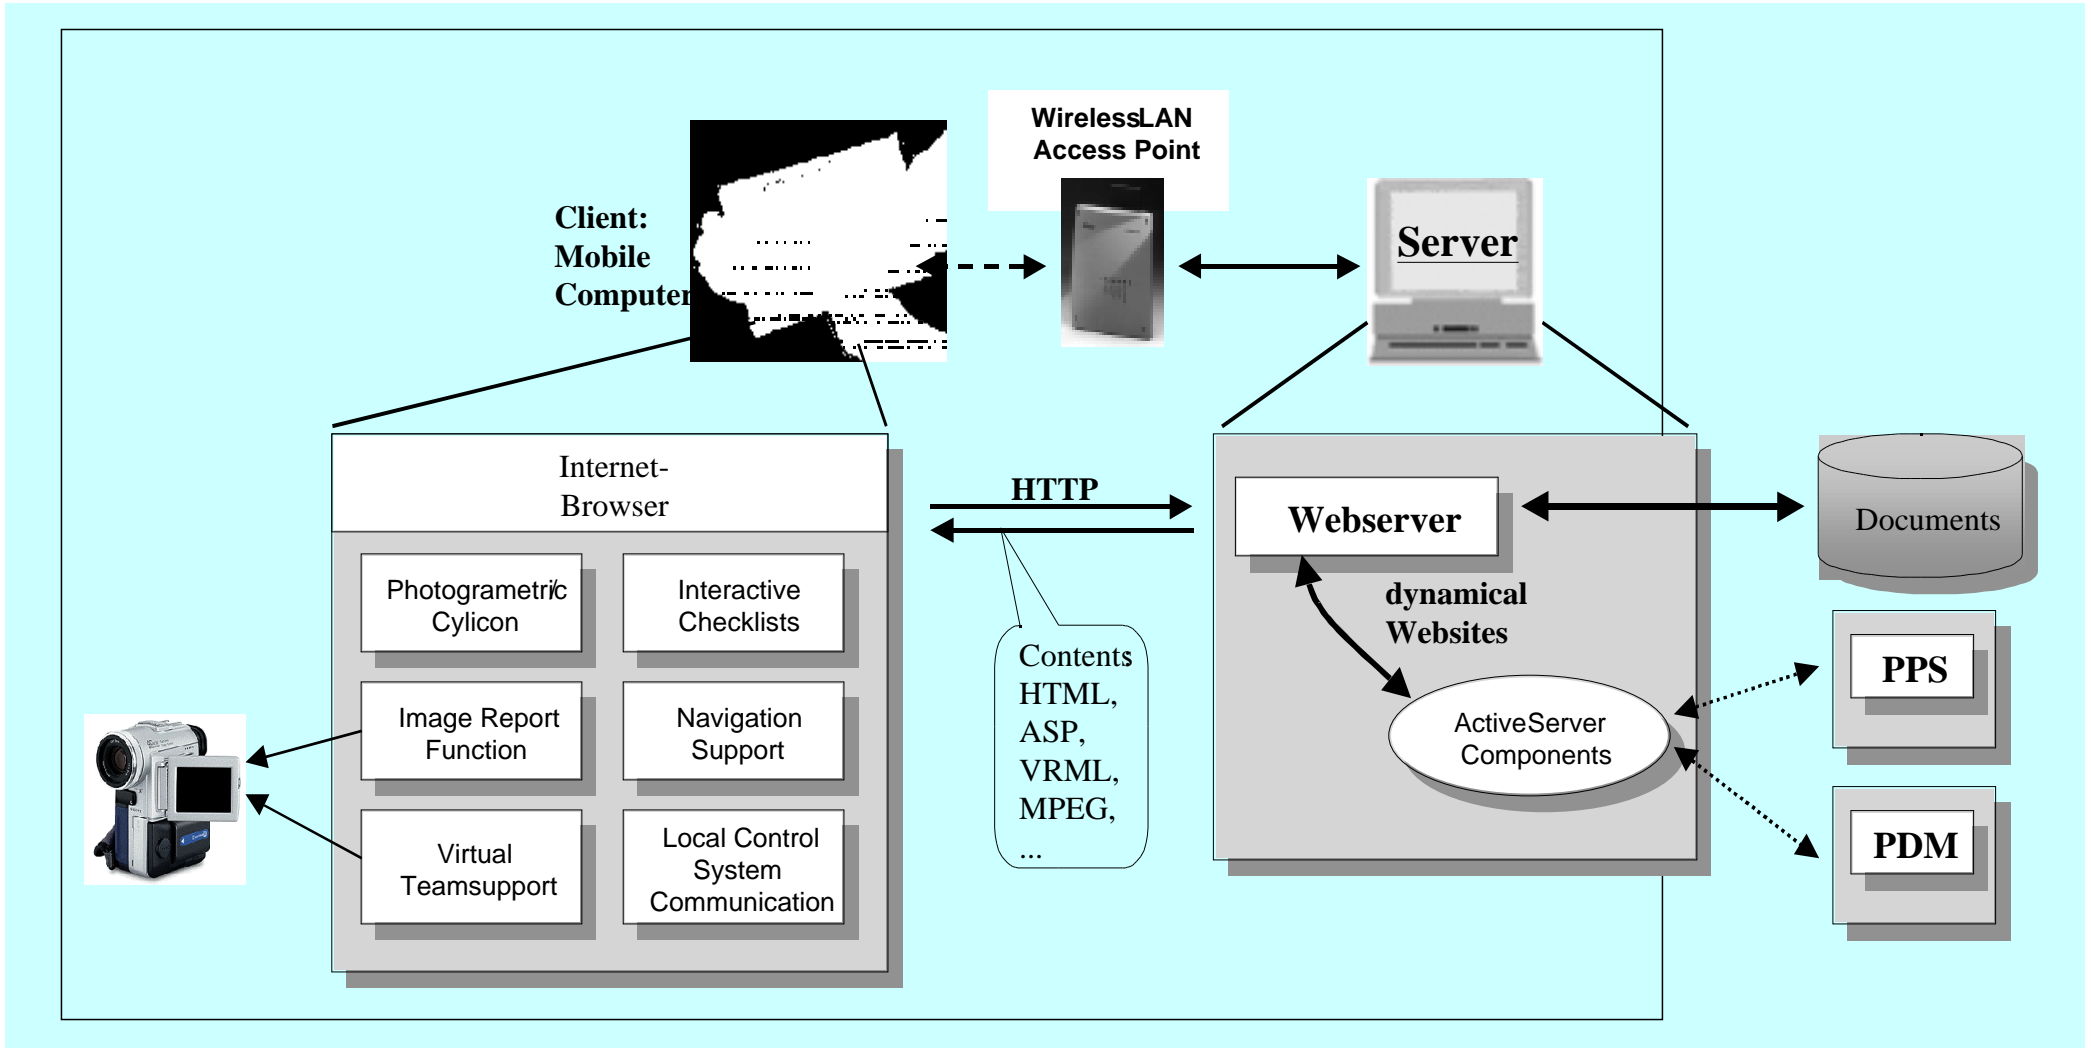 WirelessLAN
Access Point
Client:
Mobile
Computer
Server
Internet-
Browser
HTTP
Webserver
Documents
dynamical
Websites
Photogrametric/
Cylicon
Interactive
Checklists
Contents
HTML,
ASP,
VRML,
MPEG,
...
PPS
Image Report
Function
Navigation
Support
ActiveServer
Components
Virtual
Teamsupport
Local Control
System
Communication
PDM